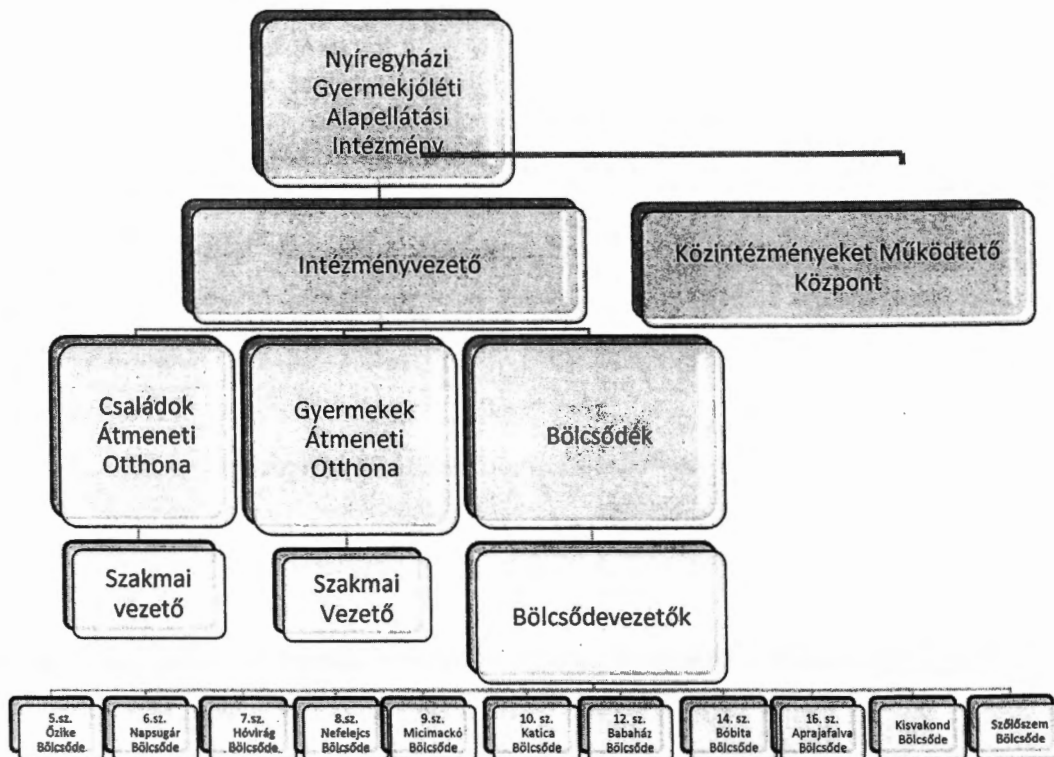 Nyíregyházi
Gyermekjóléti
Alapellátási
Intézmény
Intézményvezető
Közintézményeket Működtető
Központ
Családok
Átmeneti
Otthona
Gyermekek
Átmeneti
Otthona
Bölcsődék
Szakmai
vezető
Szakmai
Vezető
Bölcsődevezetők
5.sz.
Őzike
Bölcsőde
6.sz.
Napsugár
Bölcsőde
7.sz.
Hóvirág
Bölcsőde
8.sz.
Nefelejcs
Bölcsőde
9.sz.
Micimackó
Bölcsőde
10. sz.
Katica
Bölcsőde
12. sz.
Babaház
Bölcsőde
14. sz.
Bóbita
Bölcsőde
16. sz.
Aprajafalva
Bölcsőde
Kisvakond
Bölcsőde
Szőlőszem
Bölcsőde